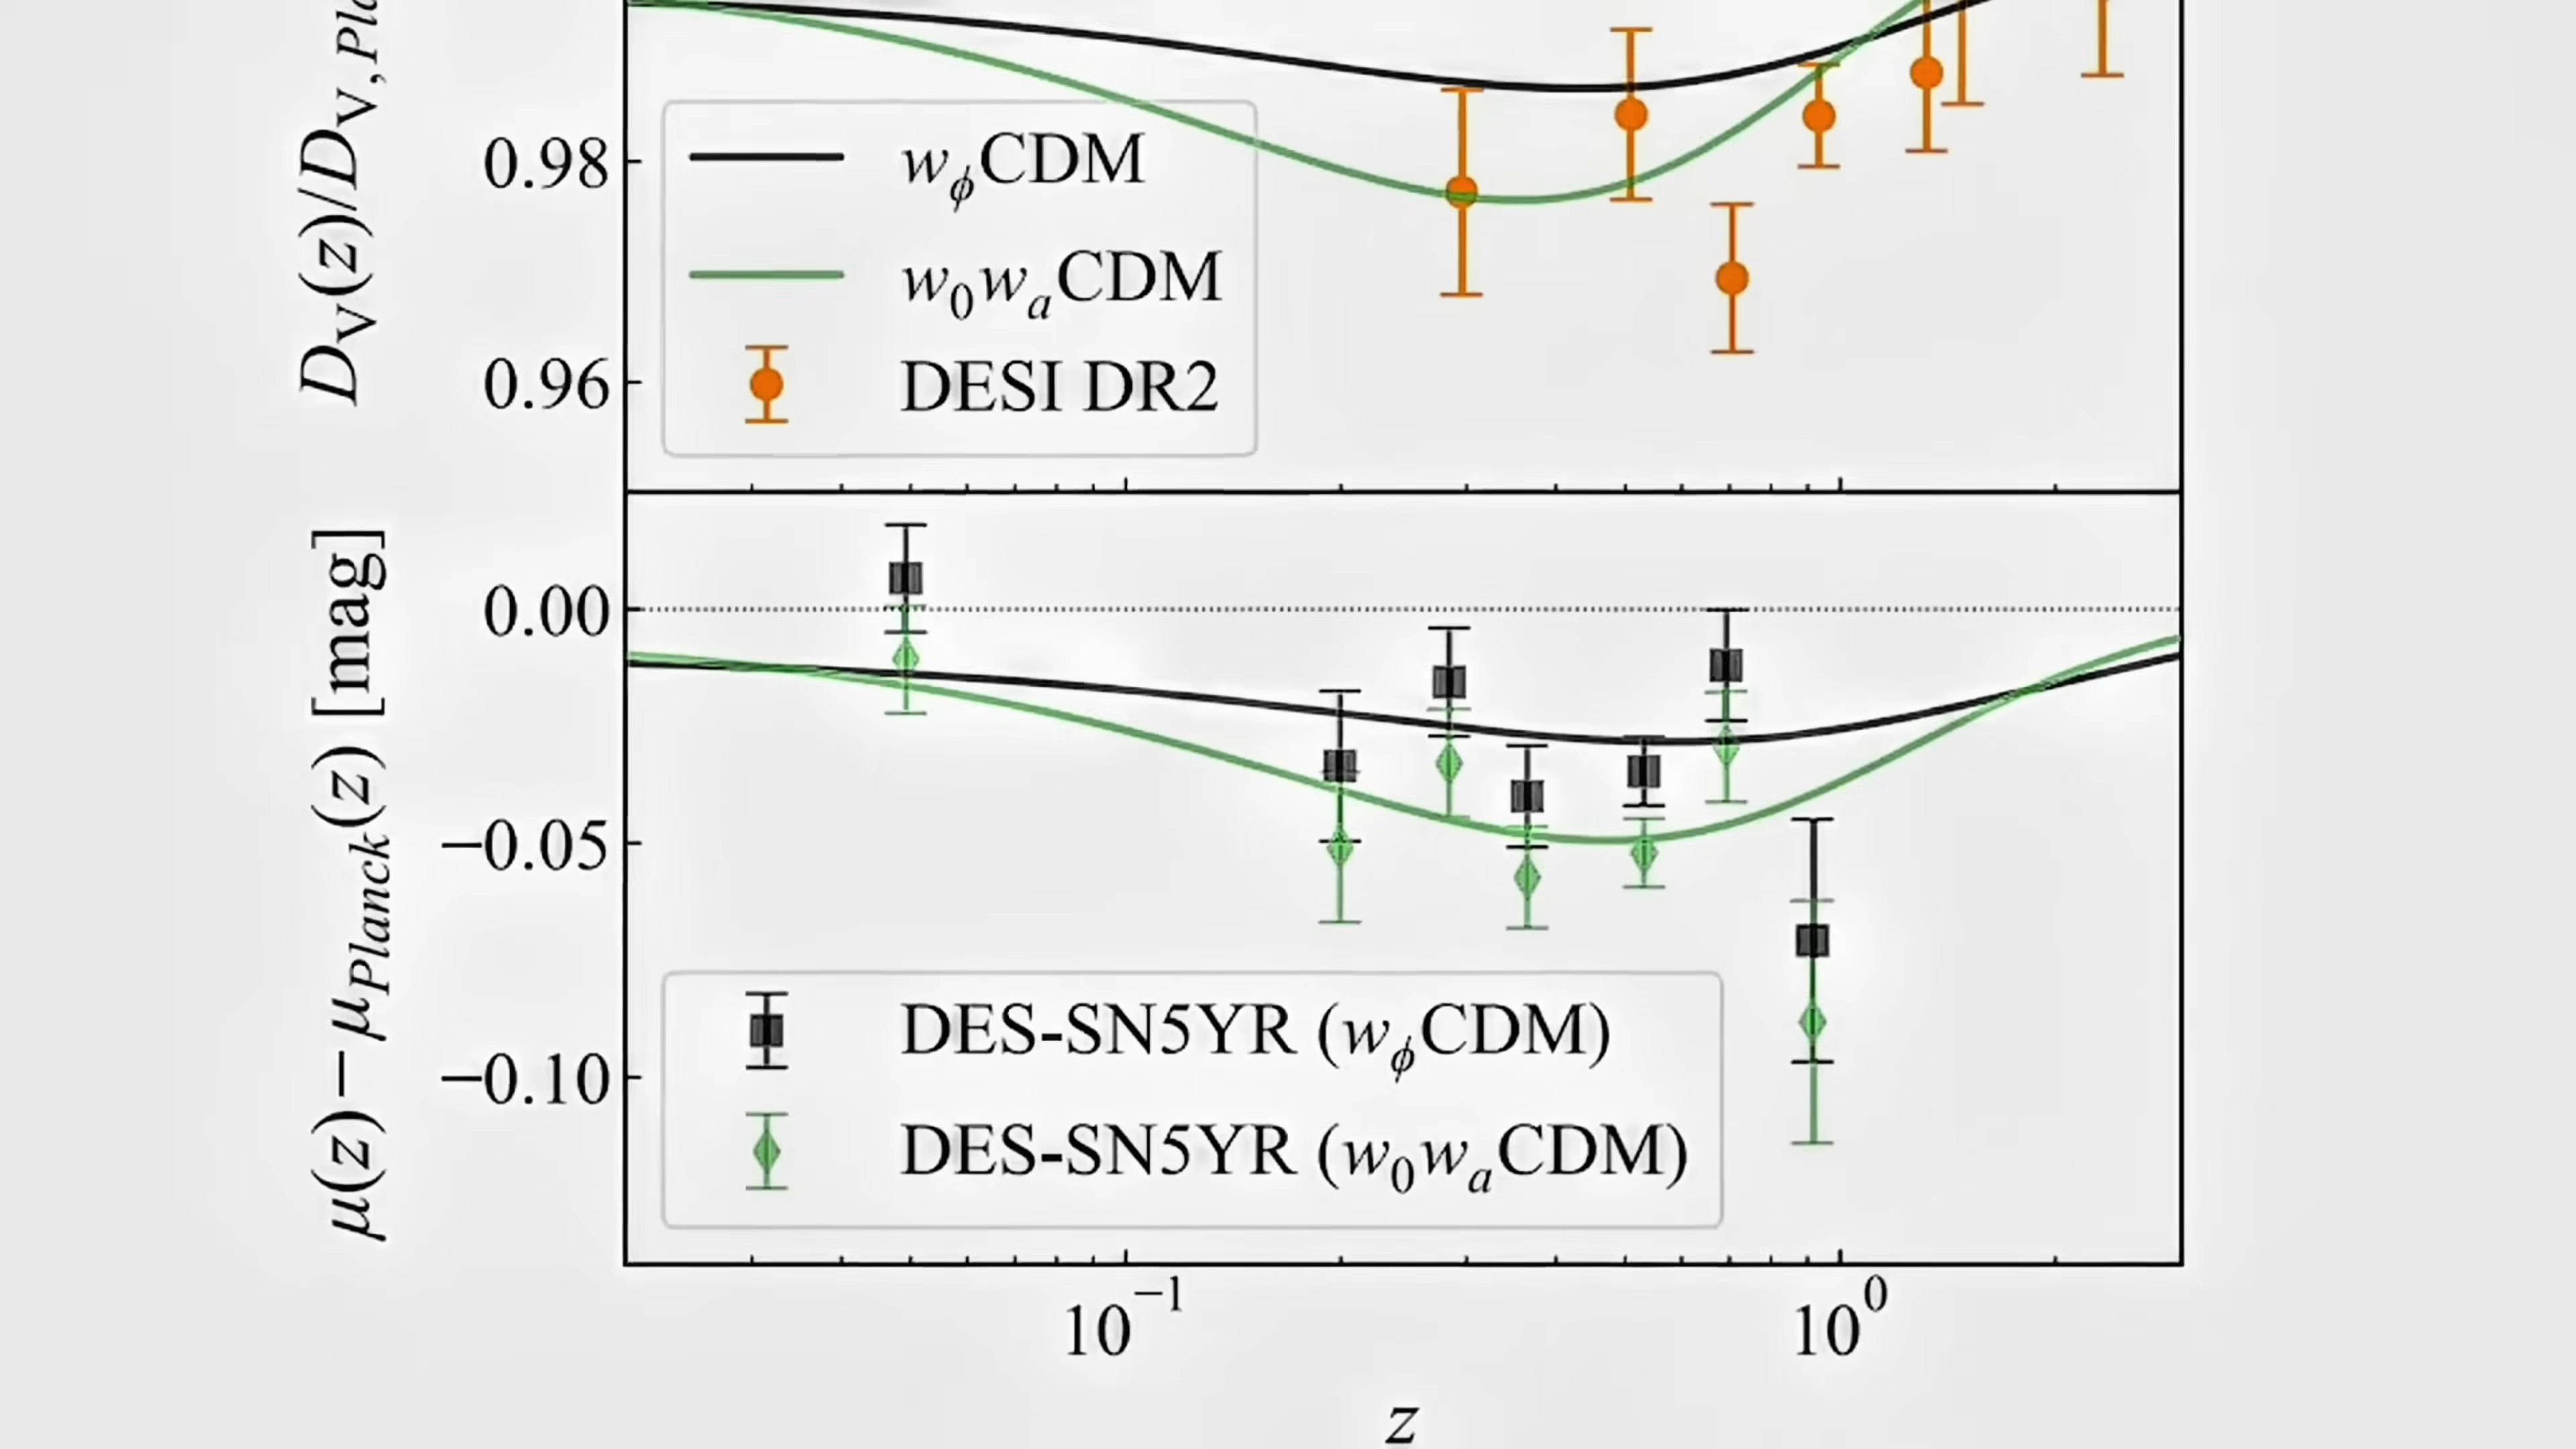 D_V(z)/D_V,Pla
0.98
0.96
w_ϕCDM
w_0w_aCDM
DESI DR2
μ(z) − μ_Planck(z) [mag]
0.00
−0.05
−0.10
DES-SN5YR (w_ϕCDM)
DES-SN5YR (w_0w_aCDM)
10^−1
10^0
z